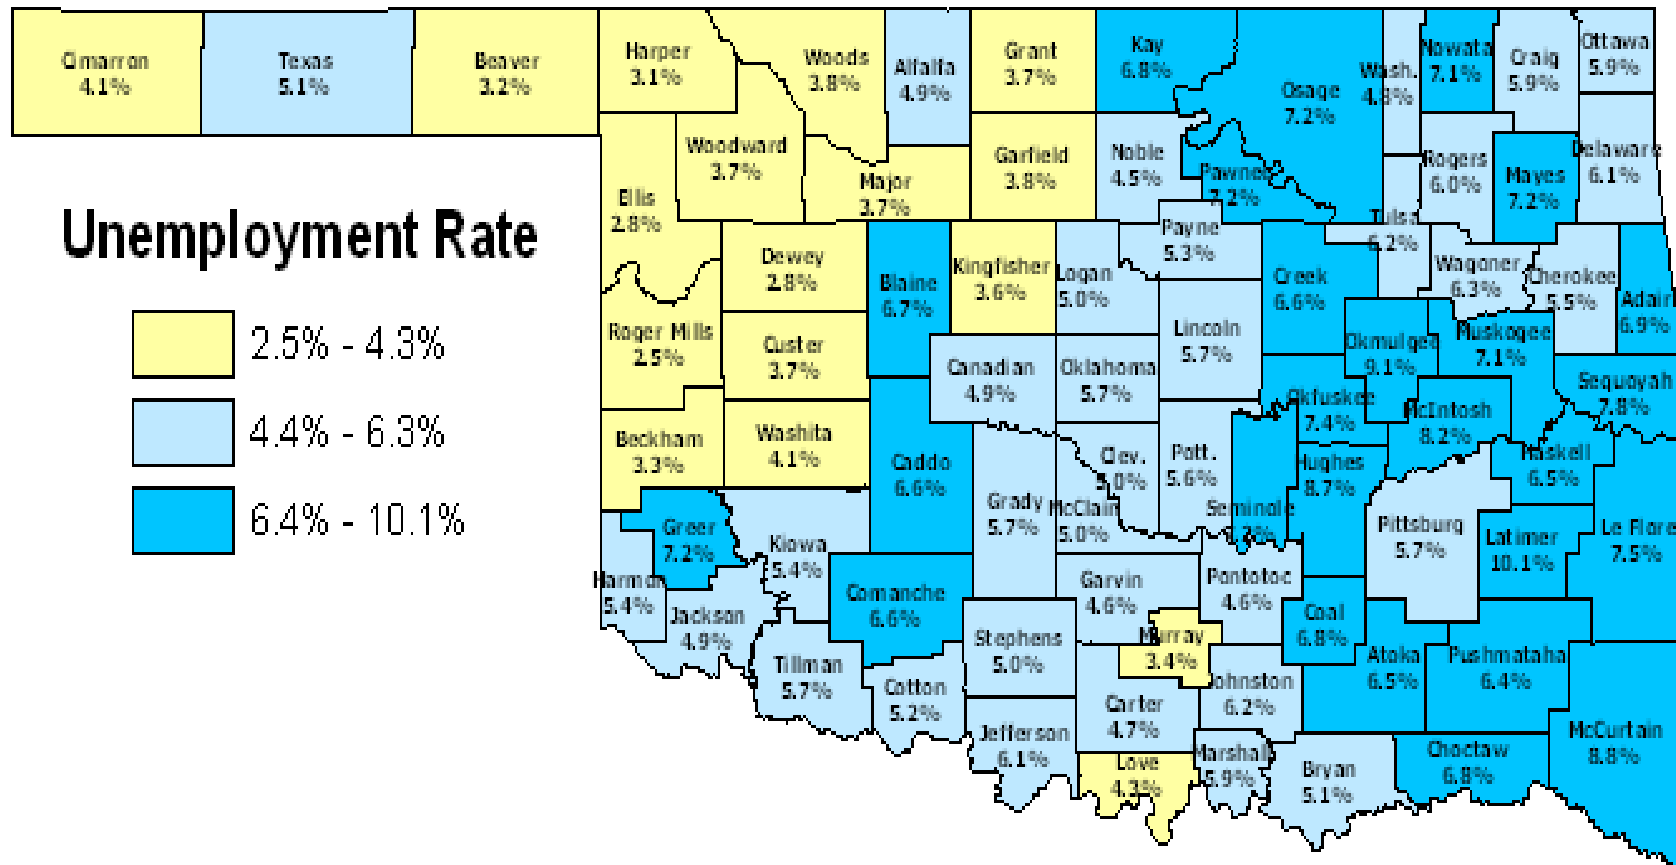 Cimarron
4.1%
Texas
5.1%
Beaver
3.2%
Harper
3.1%
Woods
3.8%
Alfalfa
4.9%
Grant
3.7%
Kay
6.8%
Osage
7.2%
Wash.
4.8%
Nowata
7.1%
Craig
5.9%
Ottawa
5.9%
Woodward
3.7%
Ellis
2.8%
Major
3.7%
Garfield
3.8%
Noble
4.5%
Pawnee
7.2%
Rogers
6.0%
Mayes
7.2%
Delaware
6.1%
Unemployment Rate
2.5% - 4.3%
4.4% - 6.3%
6.4% - 10.1%
Dewey
2.8%
Blaine
6.7%
Kingfisher
3.6%
Logan
5.0%
Payne
5.3%
Creek
6.6%
Tulsa
6.2%
Wagoner
6.3%
Cherokee
5.5%
Adair
6.9%
Roger Mills
2.5%
Custer
3.7%
Canadian
4.9%
Oklahoma
5.7%
Lincoln
5.7%
Okmulgee
9.1%
Muskogee
7.1%
Sequoyah
7.8%
Beckham
3.3%
Washita
4.1%
Caddo
6.6%
Grady
5.7%
Clev.
5.0%
McClain
5.0%
Pott.
5.6%
Seminole
Okfuskee
7.4%
Hughes
8.7%
McIntosh
8.2%
Haskell
6.5%
Pittsburg
5.7%
Latimer
10.1%
Le Flore
7.5%
Greer
7.2%
Kiowa
5.4%
Harmon
5.4%
Jackson
4.9%
Comanche
6.6%
Tillman
5.7%
Cotton
5.2%
Stephens
5.0%
Jefferson
6.1%
Garvin
4.6%
Murray
3.4%
Carter
4.7%
Love
4.3%
Pontotoc
4.6%
Johnston
6.2%
Marshall
5.9%
Coal
6.8%
Atoka
6.5%
Bryan
5.1%
Pushmataha
6.4%
Choctaw
6.8%
McCurtain
8.8%